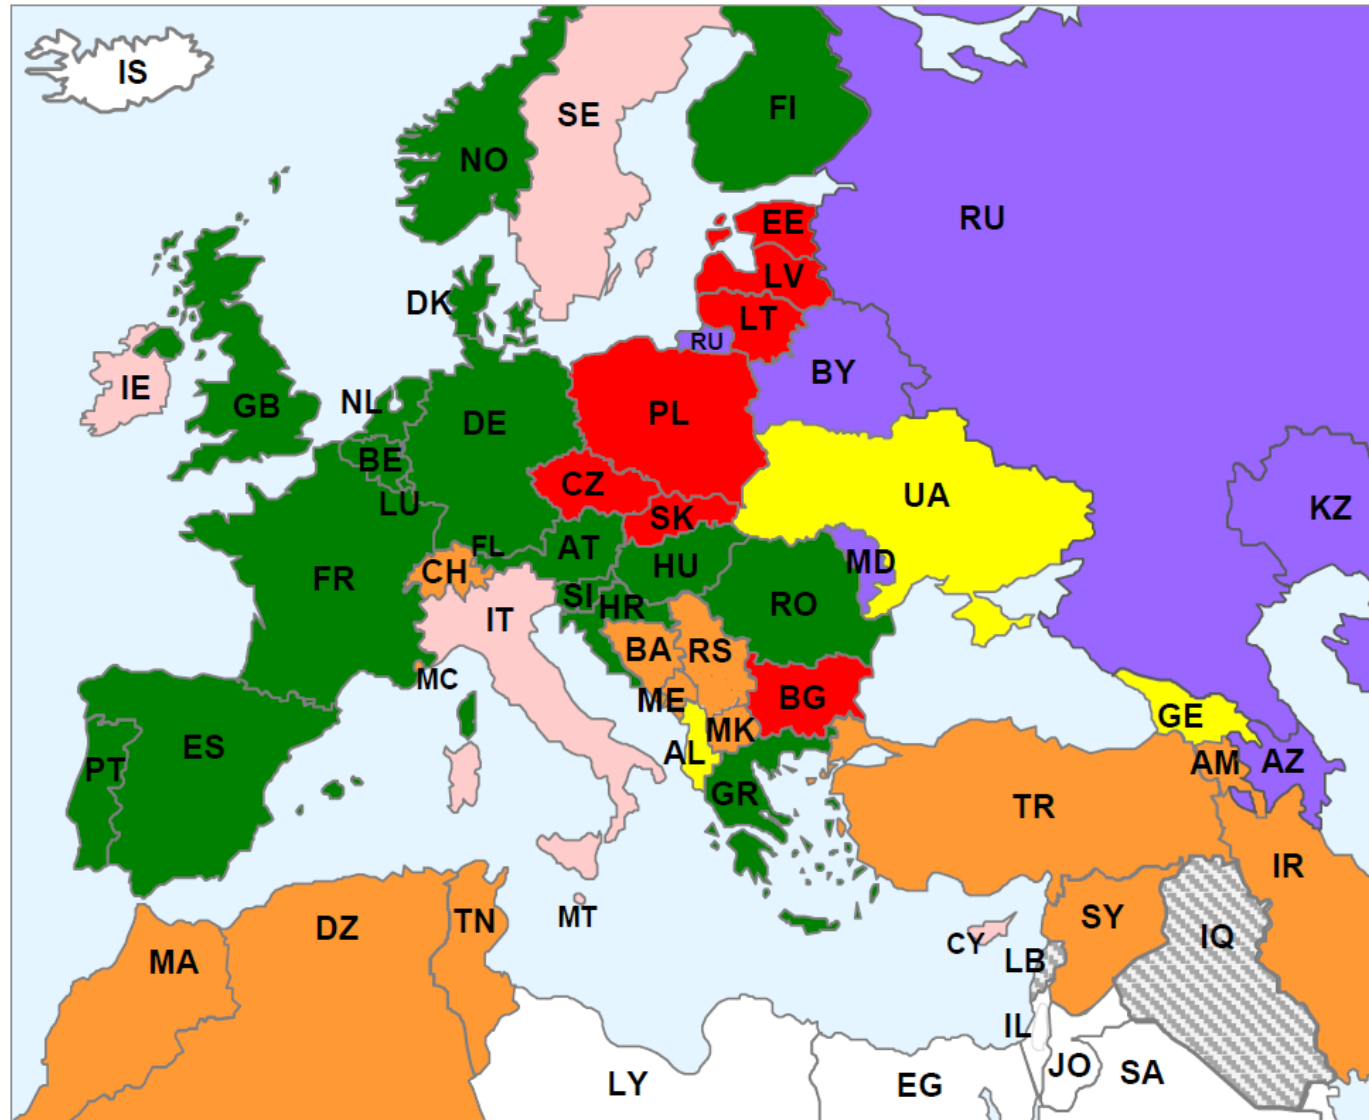 IS
SE
FI
NO
RU
EE
LV
DK
LT
RU
BY
IE
NL
GB
DE
PL
BE
CZ
UA
LU
SK
KZ
FL
AT
CH
HU
MD
FR
SI
HR
RO
IT
BA
RS
MC
ME
BG
MK
GE
PT
ES
AL
AM
AZ
GR
TR
IR
MT
TN
DZ
SY
CY
IQ
LB
MA
IL
JO
SA
LY
EG